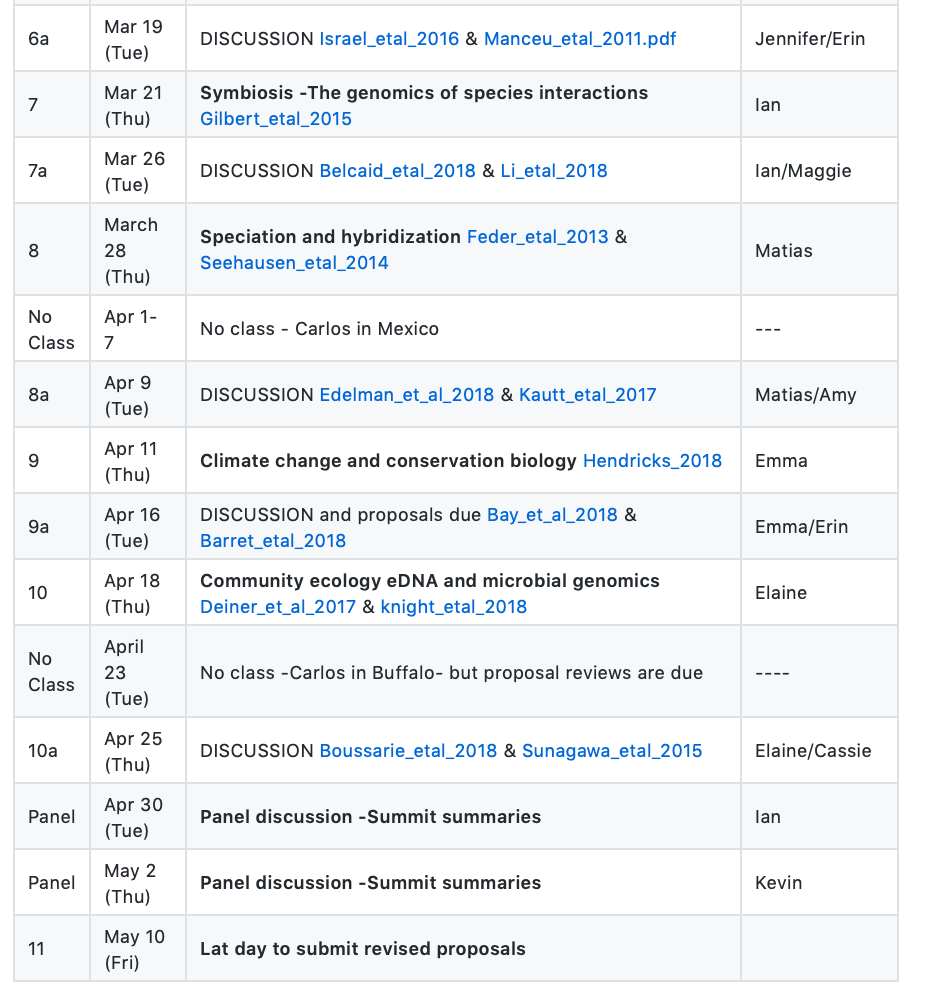 6a Mar 19 (Tue) DISCUSSION Israel_etal_2016 & Manceu_etal_2011.pdf Jennifer/Erin
7 Mar 21 (Thu) Symbiosis -The genomics of species interactions Gilbert_etal_2015 Ian
7a Mar 26 (Tue) DISCUSSION Belcaid_etal_2018 & Li_etal_2018 Ian/Maggie
8 March 28 (Thu) Speciation and hybridization Feder_etal_2013 & Seehausen_etal_2014 Matias
No Class Apr 1-7 No class - Carlos in Mexico ---
8a Apr 9 (Tue) DISCUSSION Edelman_et_al_2018 & Kautt_etal_2017 Matias/Amy
9 Apr 11 (Thu) Climate change and conservation biology Hendricks_2018 Emma
9a Apr 16 (Tue) DISCUSSION and proposals due Bay_et_al_2018 & Barret_etal_2018 Emma/Erin
10 Apr 18 (Thu) Community ecology eDNA and microbial genomics Deiner_et_al_2017 & knight_etal_2018 Elaine
No Class April 23 (Tue) No class -Carlos in Buffalo- but proposal reviews are due ----
10a Apr 25 (Thu) DISCUSSION Boussarie_etal_2018 & Sunagawa_etal_2015 Elaine/Cassie
Panel Apr 30 (Tue) Panel discussion -Summit summaries Ian
Panel May 2 (Thu) Panel discussion -Summit summaries Kevin
11 May 10 (Fri) Lat day to submit revised proposals